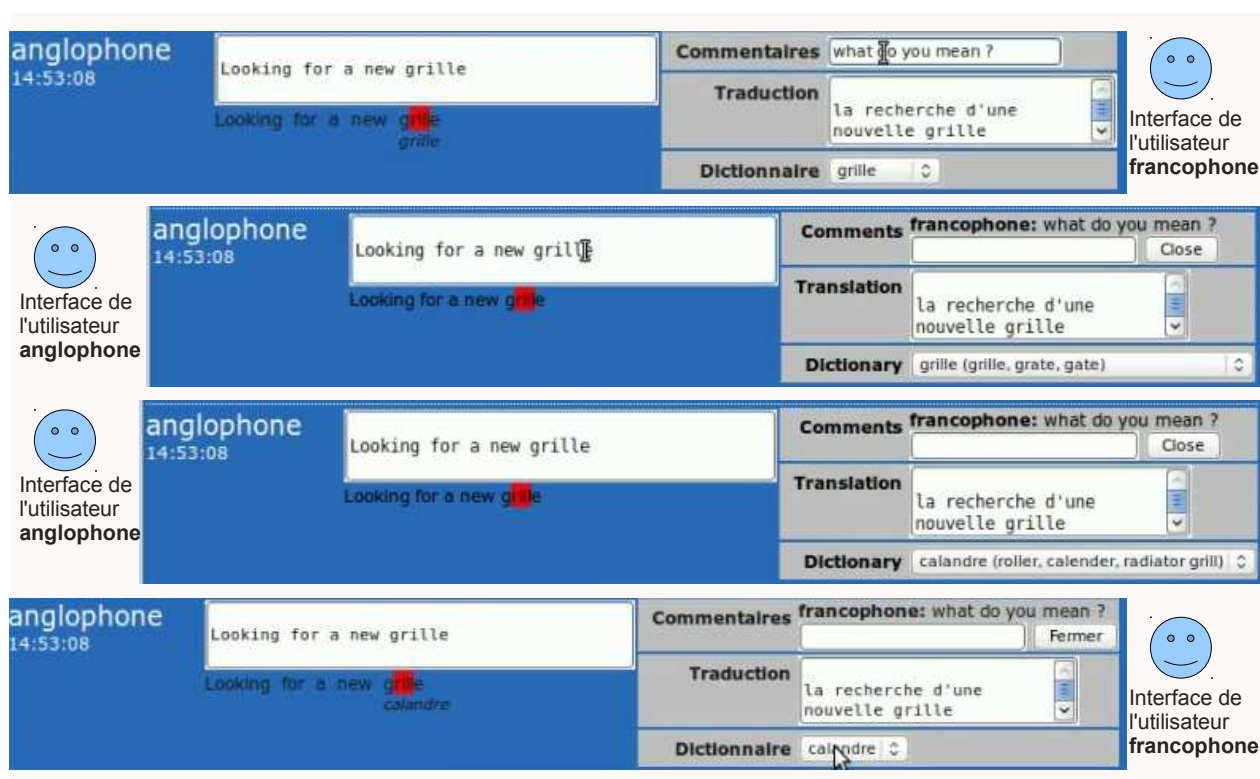 anglophone
14:53:08
Looking for a new grille
Looking for a new grille
grille
Commentaires what do you mean ?
Traduction
la recherche d'une
nouvelle grille
Dictionnaire grille
Interface de
l'utilisateur
francophone
Interface de
l'utilisateur
anglophone
anglophone
14:53:08
Looking for a new grille
Looking for a new grille
Comments francophone: what do you mean ?
Close
Translation
la recherche d'une
nouvelle grille
Dictionary grille (grille, grate, gate)
Interface de
l'utilisateur
anglophone
anglophone
14:53:08
Looking for a new grille
Looking for a new grille
Comments francophone: what do you mean ?
Close
Translation
la recherche d'une
nouvelle grille
Dictionary calandre (roller, calender, radiator grill)
anglophone
14:53:08
Looking for a new grille
Looking for a new grille
calandre
Commentaires francophone: what do you mean ?
Fermer
Traduction
la recherche d'une
nouvelle grille
Dictionnaire calandre
Interface de
l'utilisateur
francophone